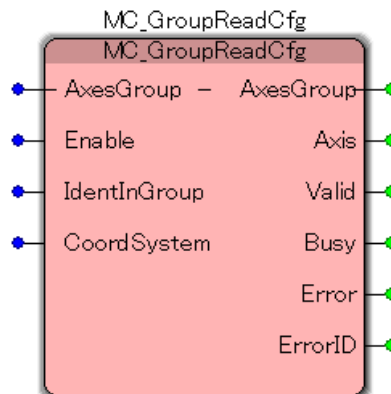 MC_GroupReadCfg
MC_GroupReadCfg
AxesGroup – AxesGroup
Enable Axis
IdentInGroup Valid
CoordSystem Busy
Error
ErrorID